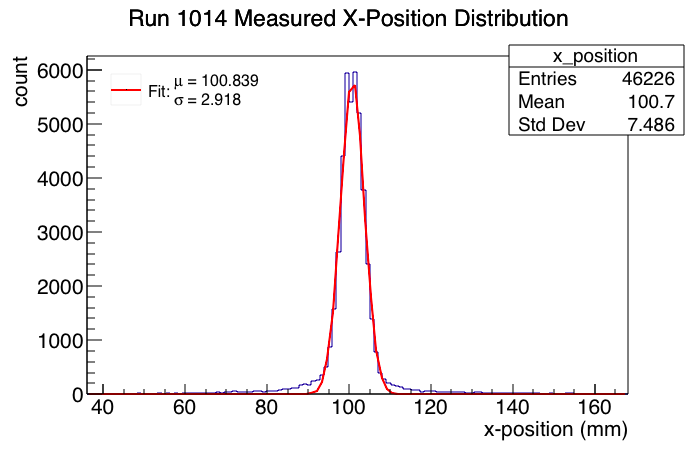 Run 1014 Measured X-Position Distribution
x_position
Entries 46226
Mean 100.7
Std Dev 7.486
Fit: μ = 100.839
σ = 2.918
count
6000
5000
4000
3000
2000
1000
0
40 60 80 100 120 140 160
x-position (mm)